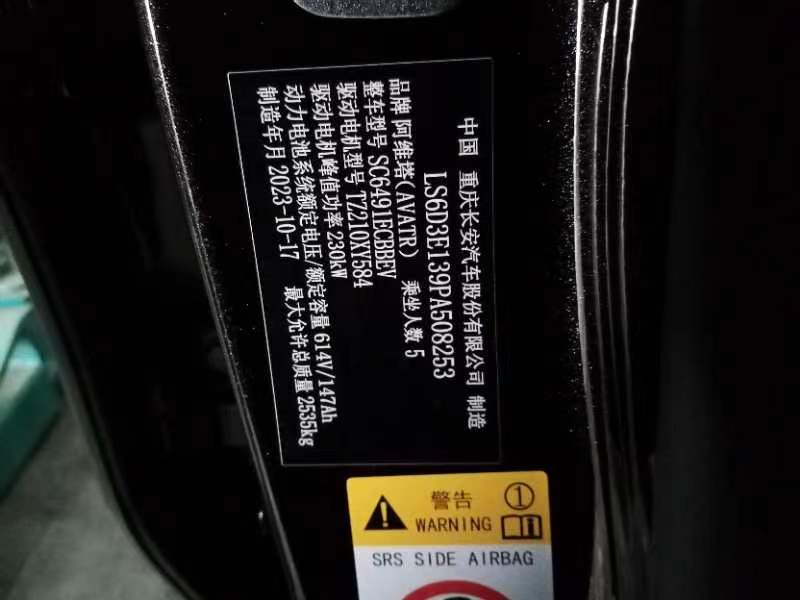 中国 重庆长安汽车股份有限公司 制造
LS6D3E139PA508253
品牌 阿维塔(AVATR) 乘坐人数 5
整车型号 SC6491ECBBEV
驱动电机型号 TZ210XY584
驱动电机峰值功率 230kW
动力电池系统额定电压/额定容量 614V/147Ah
制造年月 2023-10-17 最大允许总质量 2535kg
警告 1
WARNING
SRS SIDE AIRBAG